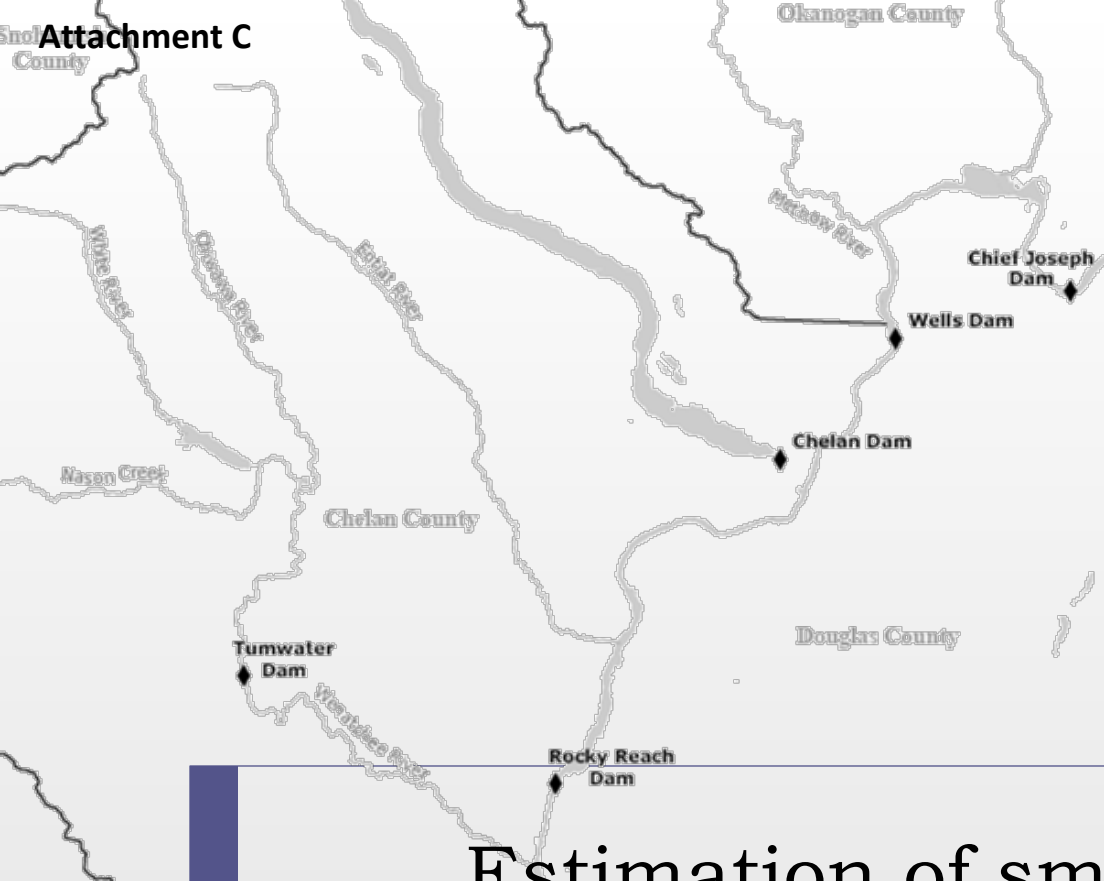 Attachment C
Okanogan County
County
Methow River
White River
Chiwawa River
Entiat River
Chief Joseph
Dam
Wells Dam
Chelan Dam
Nason Creek
Chelan County
Douglas County
Tumwater
Dam
Wenatchee River
Rocky Reach
Dam
Estimation of sm